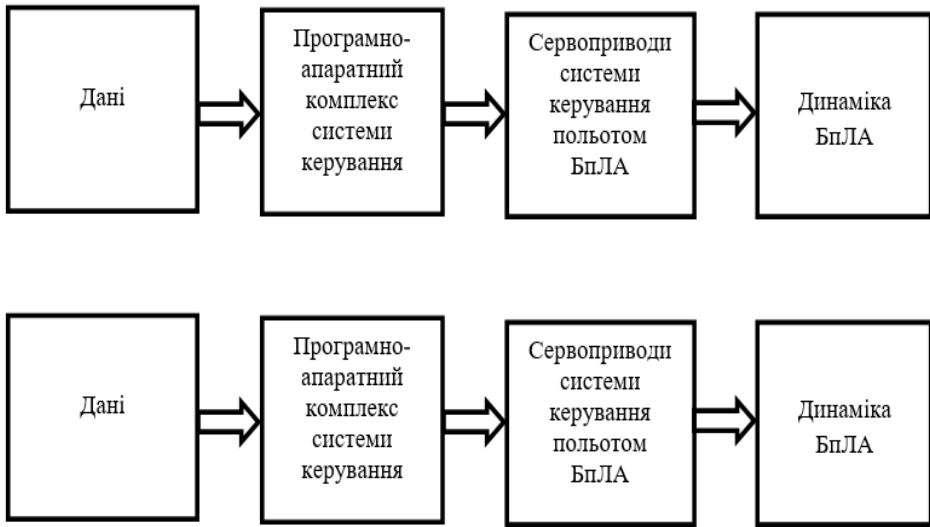 Дані
Програмно-
апаратний
комплекс
системи
керування
Сервоприводи
системи
керування
польотом
БпЛА
Динаміка
БпЛА
Дані
Програмно-
апаратний
комплекс
системи
керування
Сервоприводи
системи
керування
польотом
БпЛА
Динаміка
БпЛА